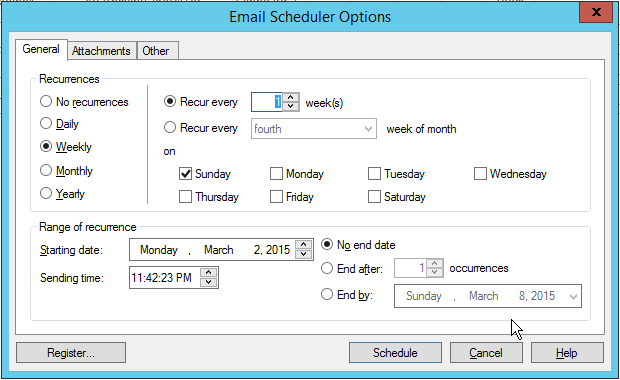 Email Scheduler Options
x
General Attachments Other
Recurrences
No recurrences
Daily
Weekly
Monthly
Yearly
Recur every 1 week(s)
Recur every fourth week of month
on
Sunday Monday Tuesday Wednesday
Thursday Friday Saturday
Range of recurrence
Starting date: Monday , March 2, 2015
Sending time: 11:42:23 PM
No end date
End after: 1 occurrences
End by: Sunday , March 8, 2015
Register... Schedule Cancel Help